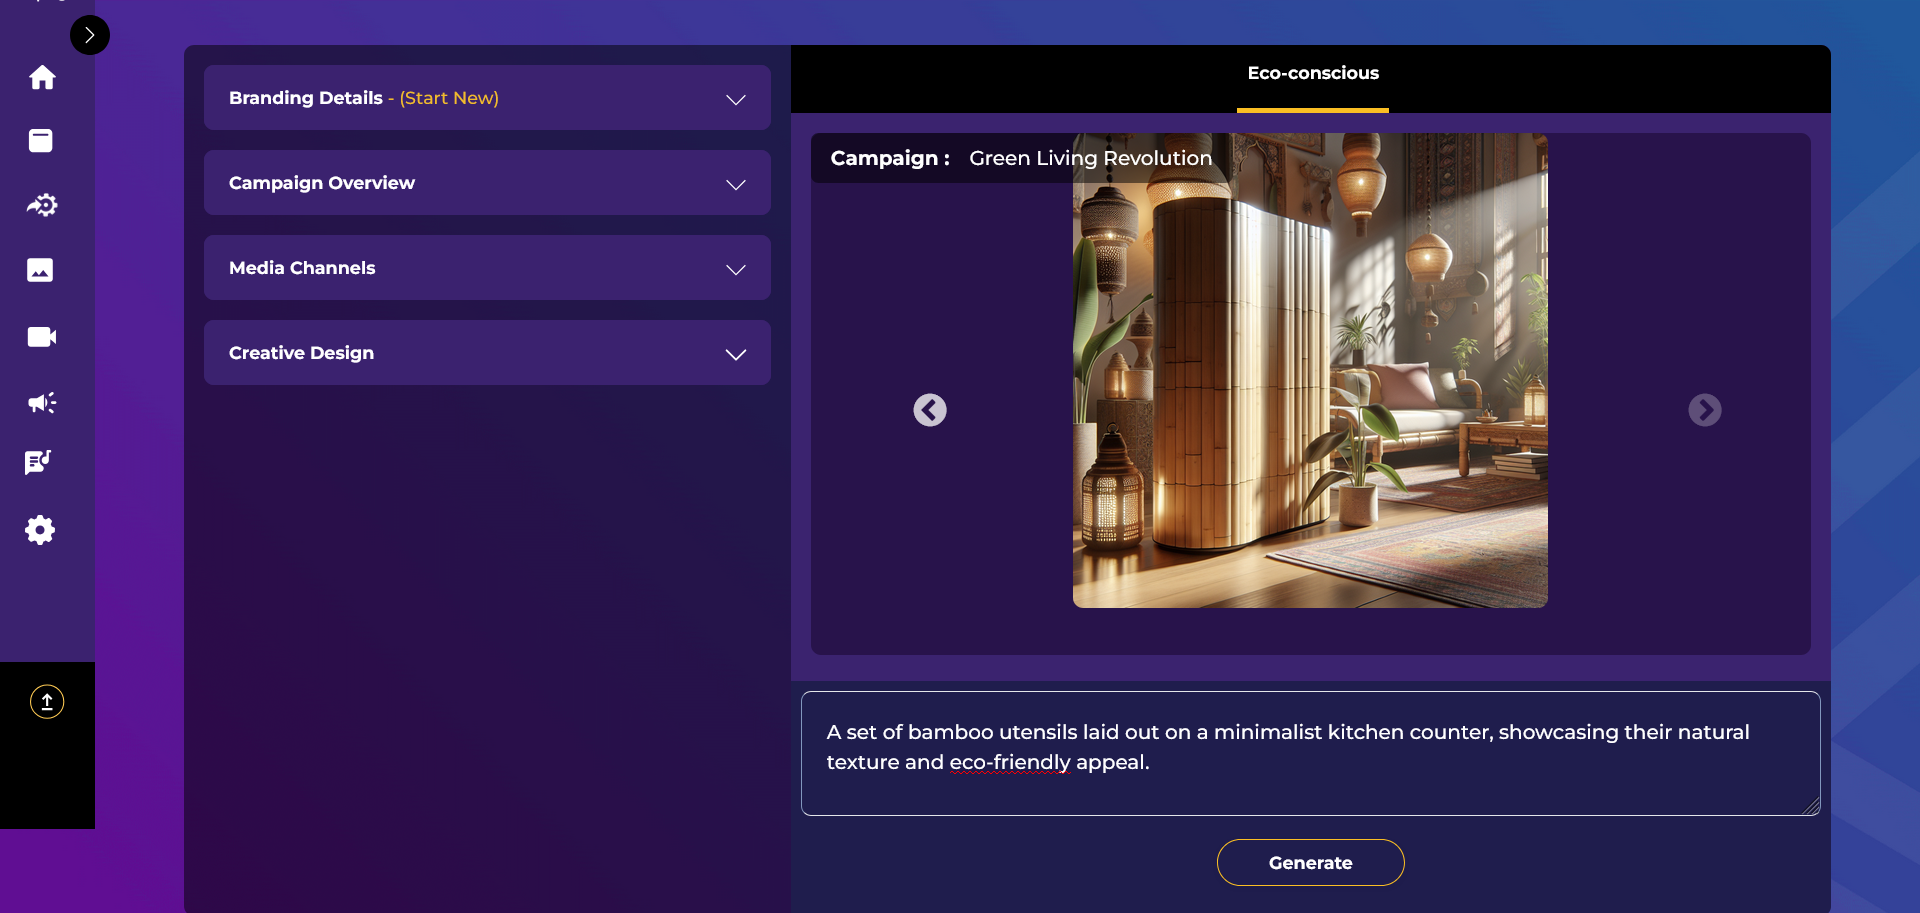 Branding Details - (Start New)
Campaign Overview
Media Channels
Creative Design
Eco-conscious
Campaign : Green Living Revolution
A set of bamboo utensils laid out on a minimalist kitchen counter, showcasing their natural
texture and eco-friendly appeal.
Generate